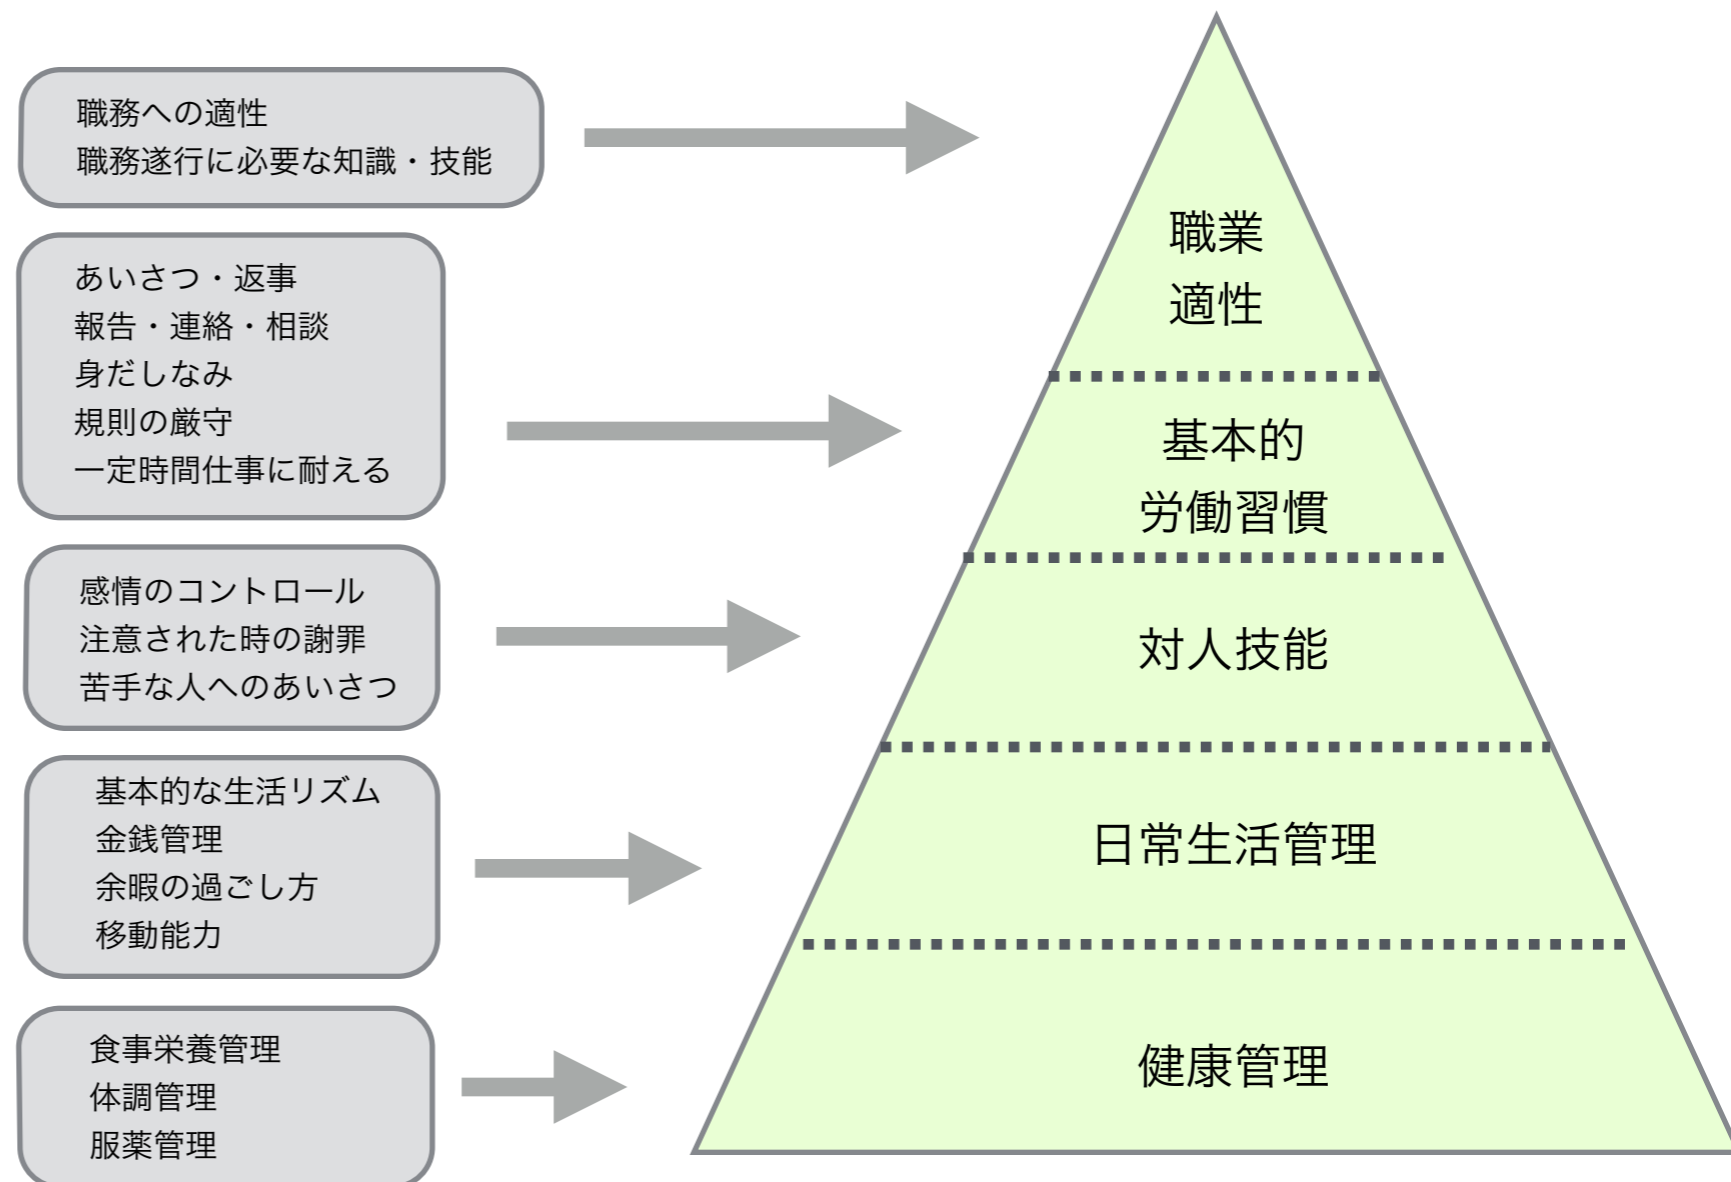 職務への適性
職務遂行に必要な知識・技能
職業
適性
あいさつ・返事
報告・連絡・相談
身だしなみ
規則の厳守
一定時間仕事に耐える
基本的
労働習慣
感情のコントロール
注意された時の謝罪
苦手な人へのあいさつ
対人技能
基本的な生活リズム
金銭管理
余暇の過ごし方
移動能力
日常生活管理
食事栄養管理
体調管理
服薬管理
健康管理